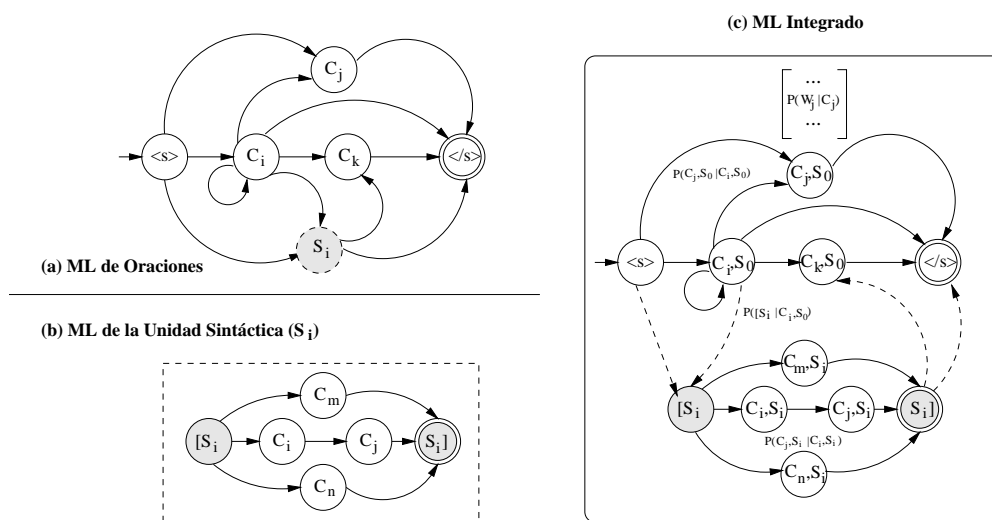 C_j
<s> C_i C_k </s>
S_i
(a) ML de Oraciones
(b) ML de la Unidad Sintáctica (S_i)
C_m
[S_i C_i C_j S_i]
C_n
(c) ML Integrado
...
P(W_j|C_j)
...
C_j,S_0
P(C_j,S_0|C_i,S_0)
<s> C_i,S_0 C_k,S_0 </s>
P([S_i|C_i,S_0)
C_m,S_i
[S_i C_i,S_i C_j,S_i S_i]
P(C_j,S_i|C_i,S_i)
C_n,S_i